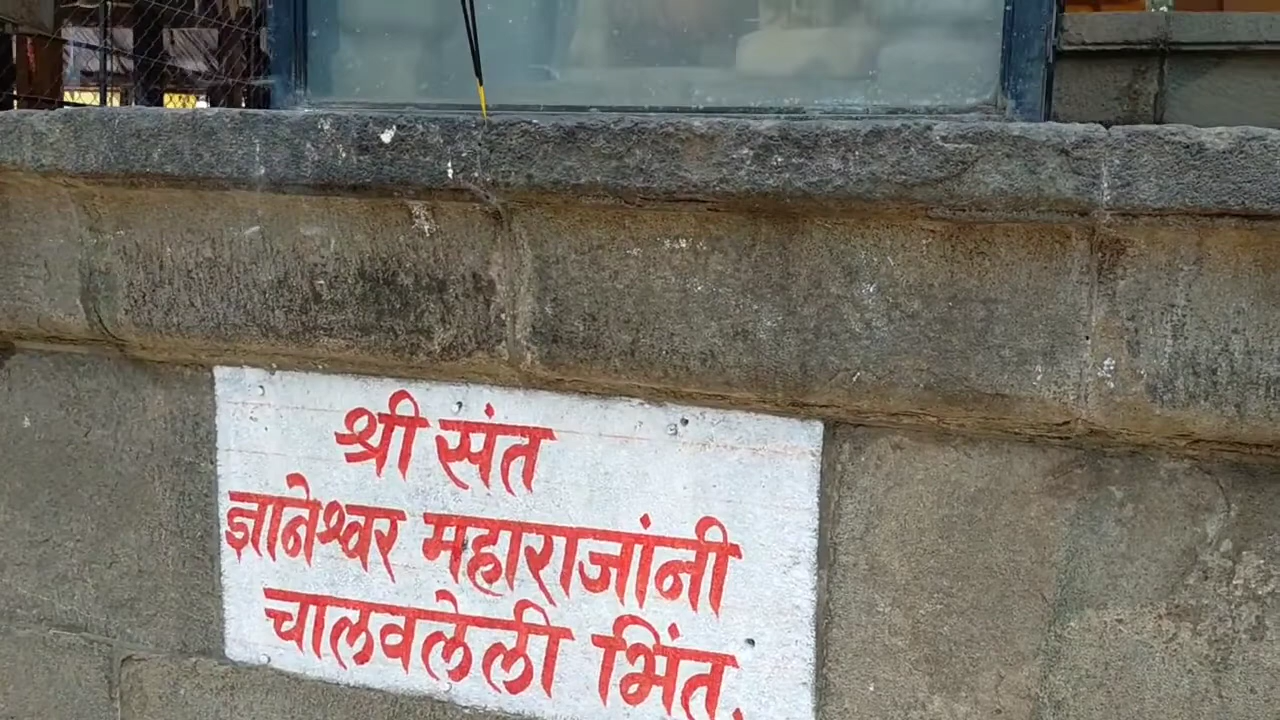 श्री संत
ज्ञानेश्वर महाराजांनी
चालवलेली भिंत.